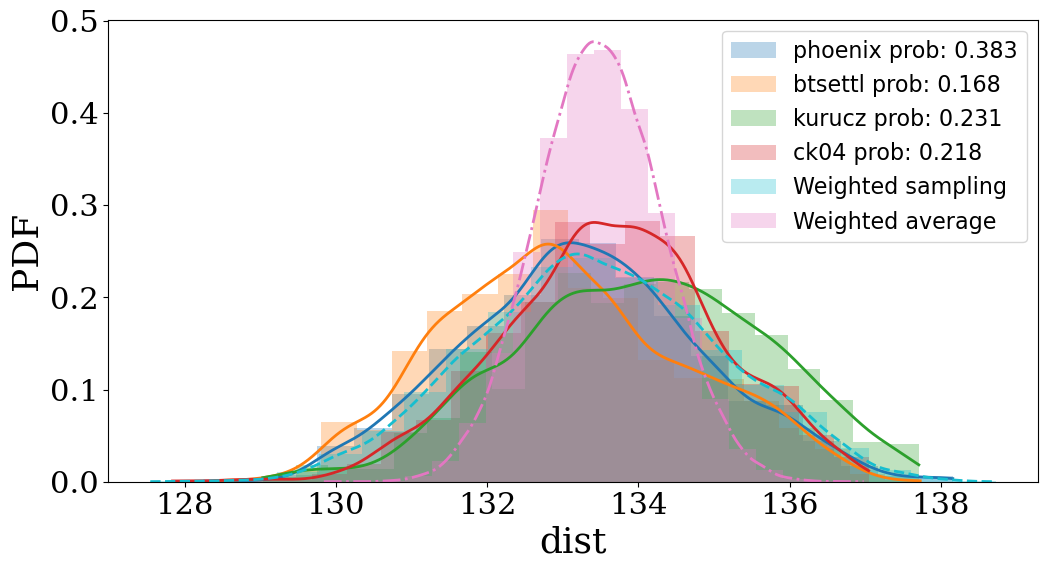 0.5
0.4
0.3
0.2
0.1
0.0
PDF
phoenix prob: 0.383
btsettl prob: 0.168
kurucz prob: 0.231
ck04 prob: 0.218
Weighted sampling
Weighted average
128 130 132 134 136 138
dist